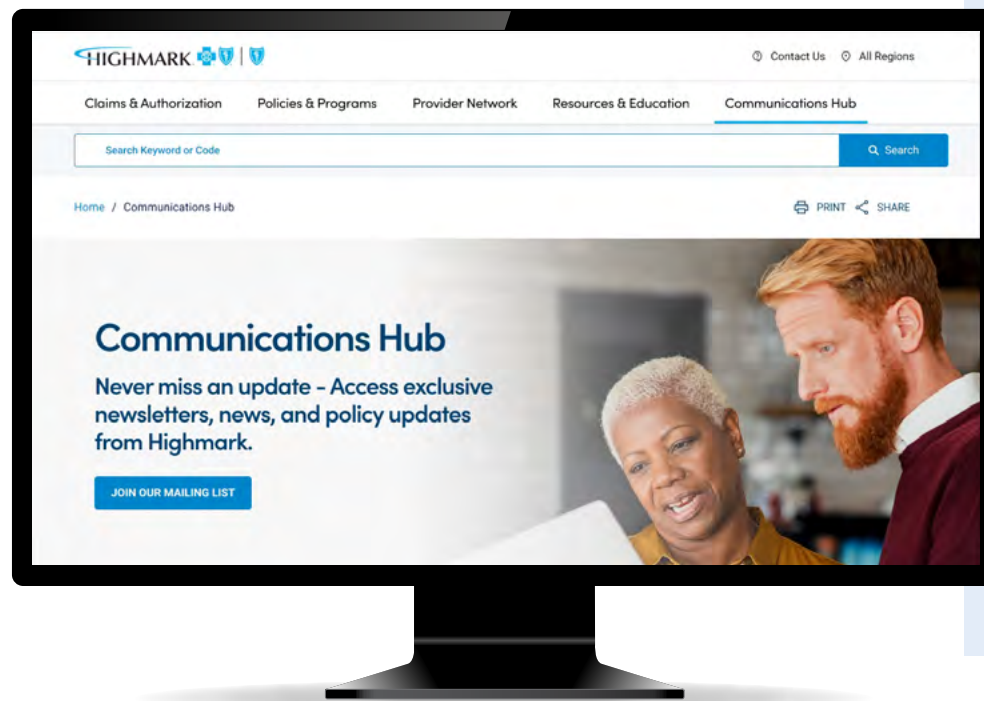 HIGHMARK
Contact Us All Regions
Claims & Authorization Policies & Programs Provider Network Resources & Education Communications Hub
Search Keyword or Code Search
Home / Communications Hub PRINT SHARE
Communications Hub
Never miss an update - Access exclusive
newsletters, news, and policy updates
from Highmark.
JOIN OUR MAILING LIST